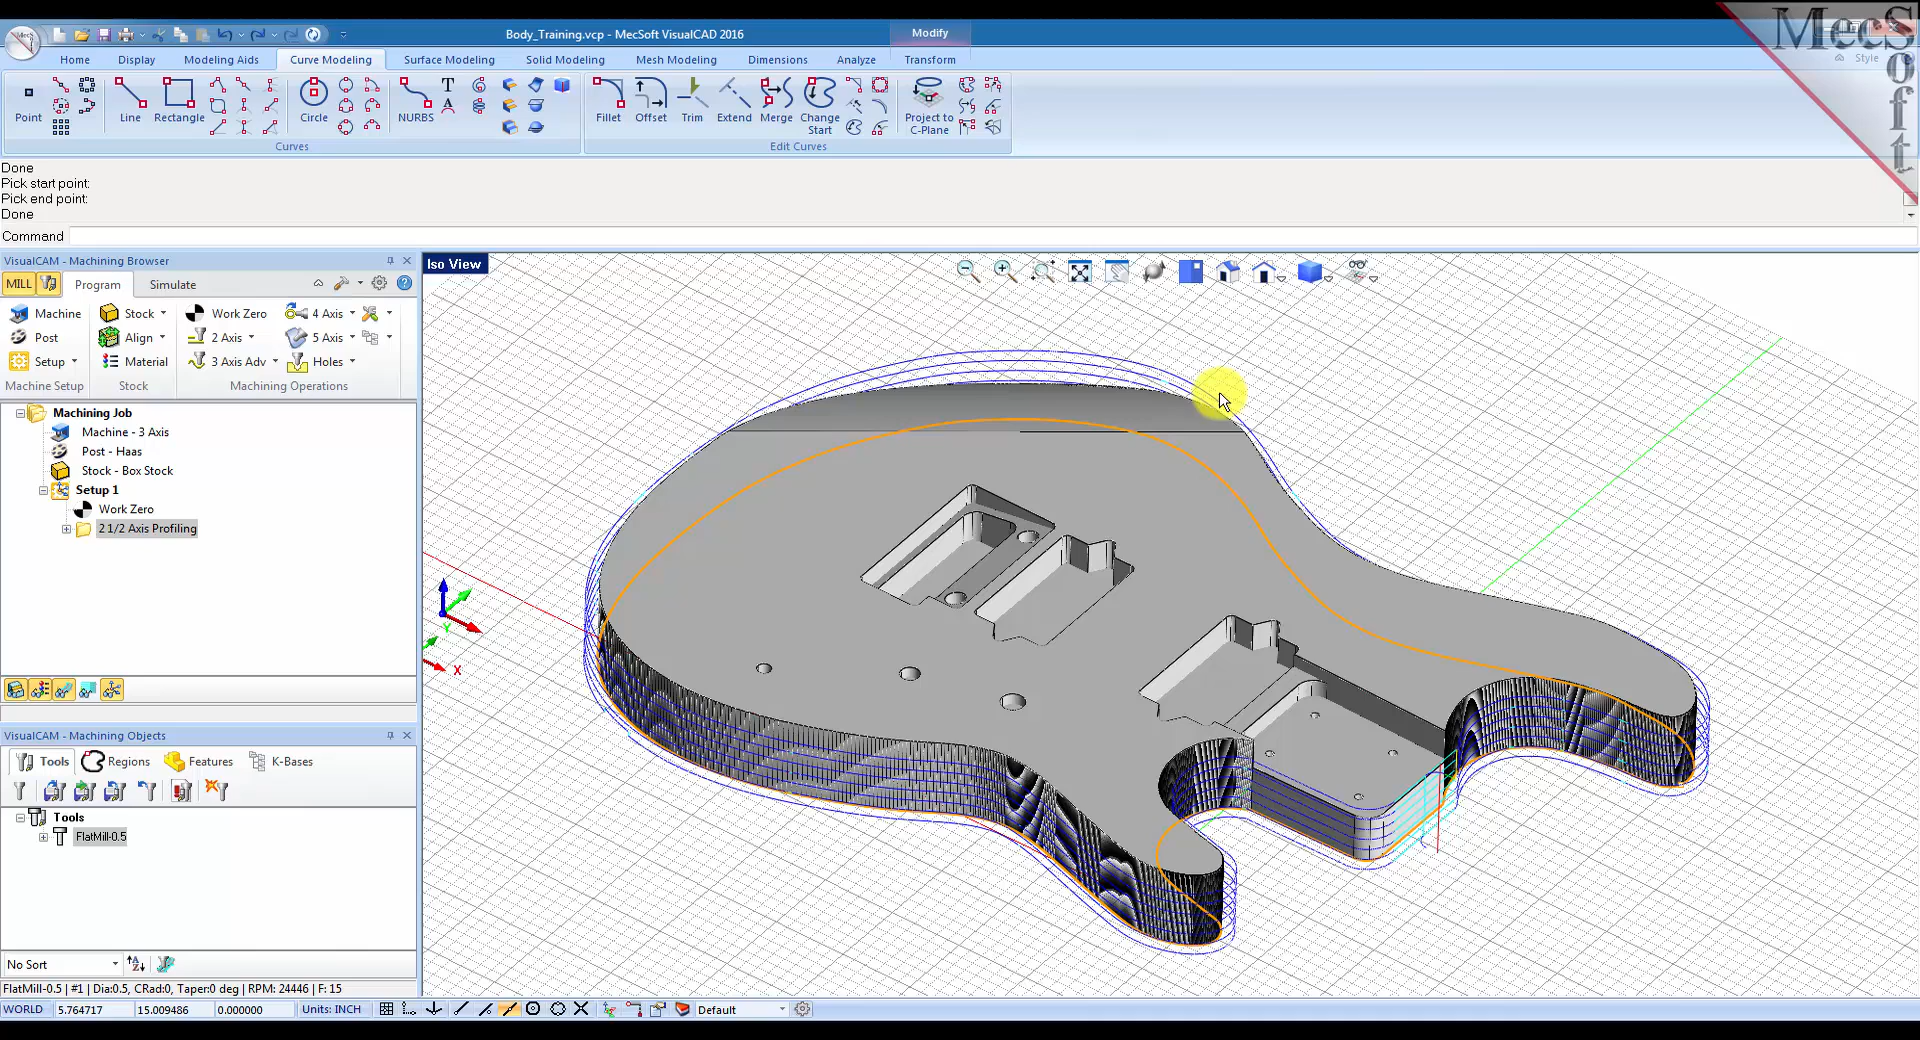 Body_Training.vcp - MecSoft VisualCAD 2016
Modify
MecSoft
Home
Display
Modeling Aids
Curve Modeling
Surface Modeling
Solid Modeling
Mesh Modeling
Dimensions
Analyze
Transform
Style
Point
Line
Rectangle
Circle
NURBS
Fillet
Offset
Trim
Extend
Merge
Change Start
Project to C-Plane
Curves
Edit Curves
Done
Pick start point:
Pick end point:
Done
Command
VisualCAM - Machining Browser
MILL
Program
Simulate
Machine
Stock
Work Zero
4 Axis
Post
Align
2 Axis
5 Axis
Setup
Material
3 Axis Adv
Holes
Machine Setup
Stock
Machining Operations
Machining Job
Machine - 3 Axis
Post - Haas
Stock - Box Stock
Setup 1
Work Zero
2 1/2 Axis Profiling
VisualCAM - Machining Objects
Tools
Regions
Features
K-Bases
Tools
FlatMill-0.5
No Sort
FlatMill-0.5 | #1 | Dia:0.5, CRad:0, Taper:0 deg | RPM: 24446 | F: 15
WORLD
5.764717
15.009486
0.000000
Units: INCH
Default
Iso View
Y
X